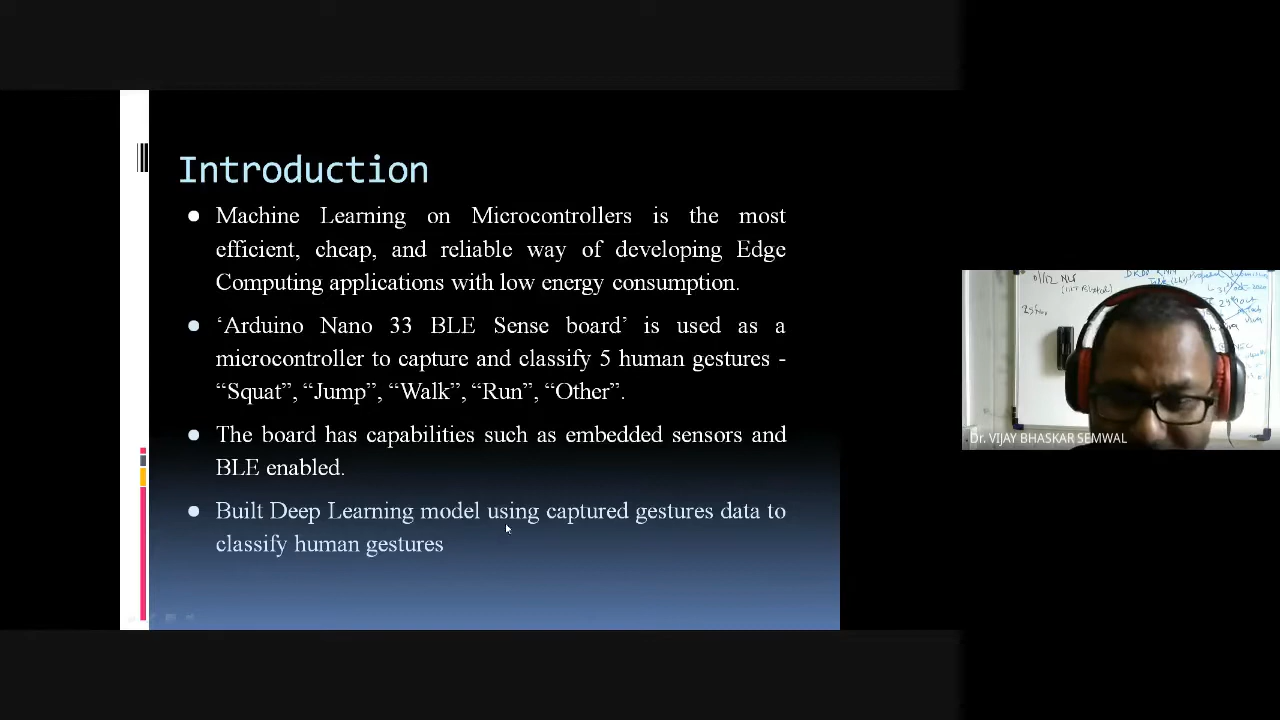 Introduction
● Machine Learning on Microcontrollers is the most
efficient, cheap, and reliable way of developing Edge
Computing applications with low energy consumption.
● ‘Arduino Nano 33 BLE Sense board’ is used as a
microcontroller to capture and classify 5 human gestures -
“Squat”, “Jump”, “Walk”, “Run”, “Other”.
● The board has capabilities such as embedded sensors and
BLE enabled.
● Built Deep Learning model using captured gestures data to
classify human gestures
01/12
Dr. VIJAY BHASKAR SEMWAL